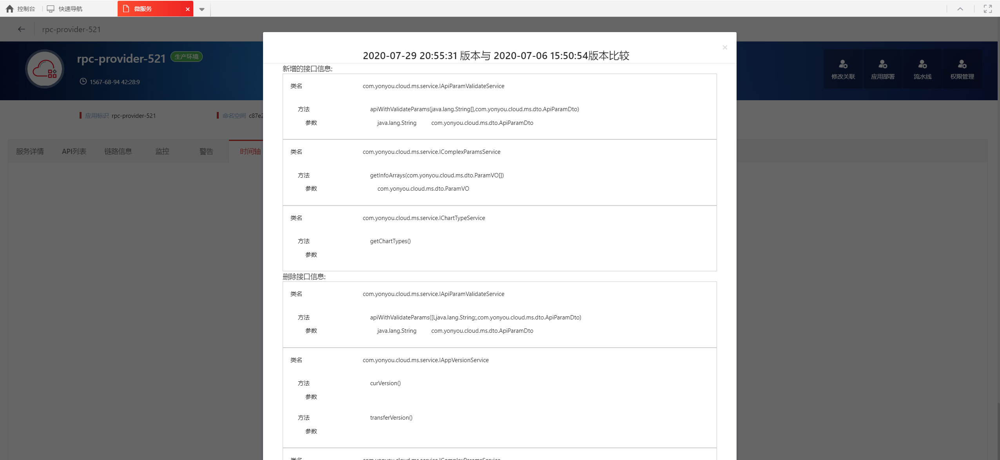 控制台
快速导航
微服务
rpc-provider-521
rpc-provider-521 生产环境
1567-68-94 42:28:9
修改关联
应用部署
流水线
权限管理
应用标识 rpc-provider-521
命名空间 c87e2
服务详情
API列表
链路信息
监控
警告
时间轴
2020-07-29 20:55:31 版本与 2020-07-06 15:50:54版本比较
新增的接口信息:
类名 com.yonyou.cloud.ms.service.IApiParamValidateService
方法 apiWithValidateParams(java.lang.String[],com.yonyou.cloud.ms.dto.ApiParamDto)
参数 java.lang.String com.yonyou.cloud.ms.dto.ApiParamDto
类名 com.yonyou.cloud.ms.service.IComplexParamsService
方法 getInfoArrays(com.yonyou.cloud.ms.dto.ParamVO[])
参数 com.yonyou.cloud.ms.dto.ParamVO
类名 com.yonyou.cloud.ms.service.IChartTypeService
方法 getChartTypes()
参数
删除接口信息:
类名 com.yonyou.cloud.ms.service.IApiParamValidateService
方法 apiWithValidateParams([Ljava.lang.String;,com.yonyou.cloud.ms.dto.ApiParamDto)
参数 java.lang.String com.yonyou.cloud.ms.dto.ApiParamDto
类名 com.yonyou.cloud.ms.service.IAppVersionService
方法 curVersion()
参数
方法 transferVersion()
参数
类名 com.yonyou.cloud.ms.service.IComplexParamsService